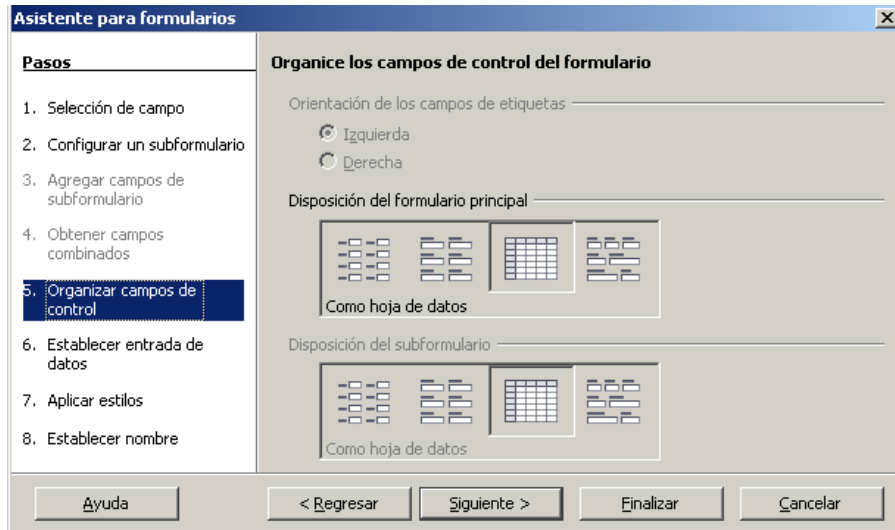 Asistente para formularios
Pasos
1. Selección de campo
2. Configurar un subformulario
3. Agregar campos de
subformulario
4. Obtener campos
combinados
5. Organizar campos de
control
6. Establecer entrada de
datos
7. Aplicar estilos
8. Establecer nombre
Organice los campos de control del formulario
Orientación de los campos de etiquetas
Izquierda
Derecha
Disposición del formulario principal
Como hoja de datos
Disposición del subformulario
Como hoja de datos
Ayuda
< Regresar
Siguiente >
Finalizar
Cancelar